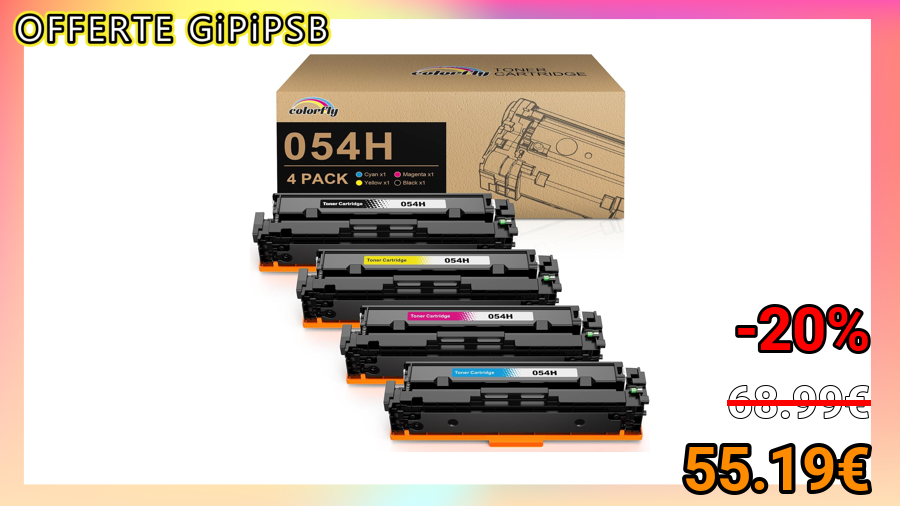 OFFERTE GiPiPSB
colorfly TONER CARTRIDGE
colorfly
054H
4 PACK
Cyan x1 Magenta x1
Yellow x1 Black x1
Toner Cartridge 054H
Toner Cartridge 054H
Toner Cartridge 054H
Toner Cartridge 054H
-20%
68.99€
55.19€